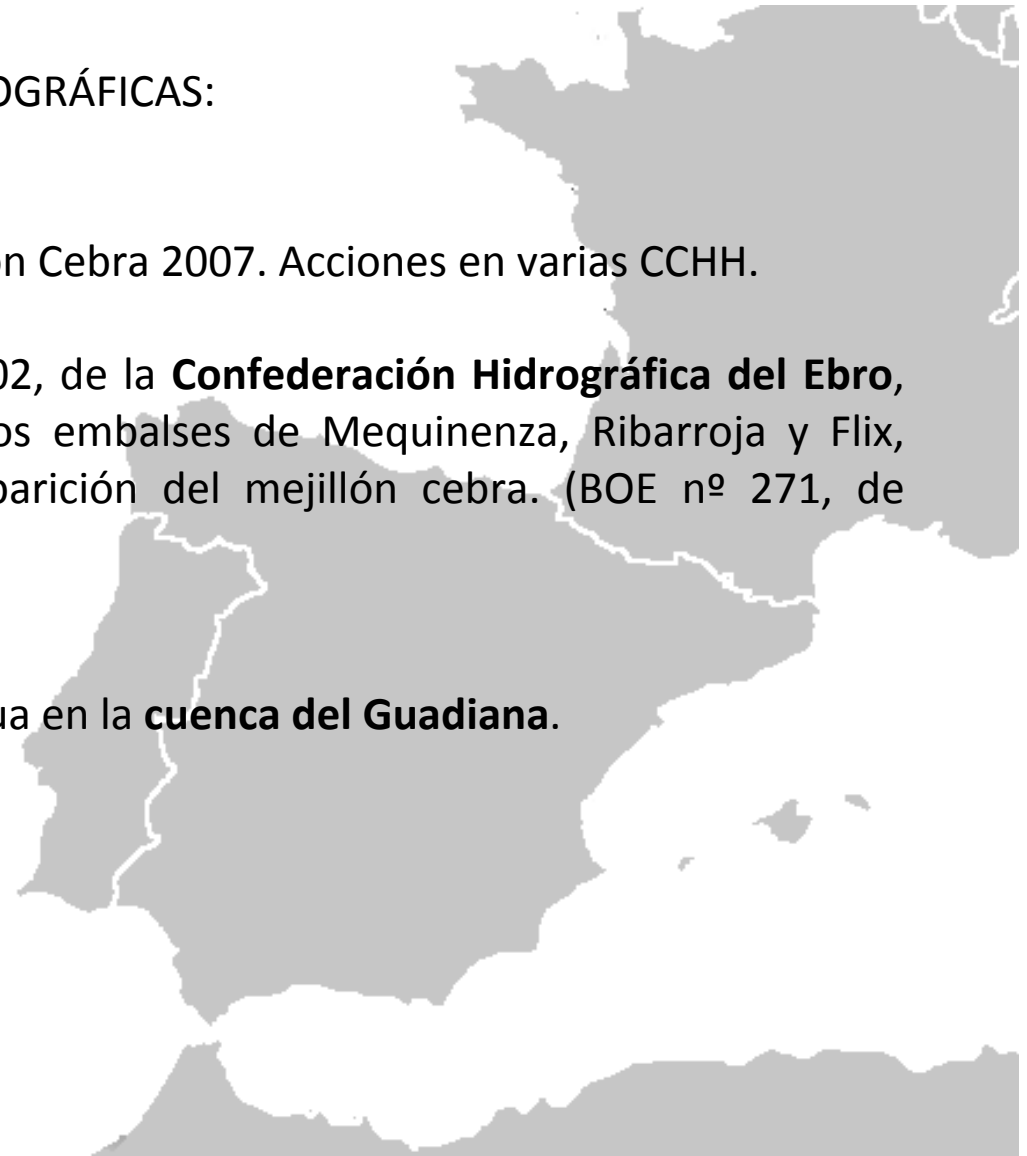 OGRÁFICAS:
ón Cebra 2007. Acciones en varias CCHH.
02, de la Confederación Hidrográfica del Ebro,
os embalses de Mequinenza, Ribarroja y Flix,
parición del mejillón cebra. (BOE nº 271, de
ua en la cuenca del Guadiana.